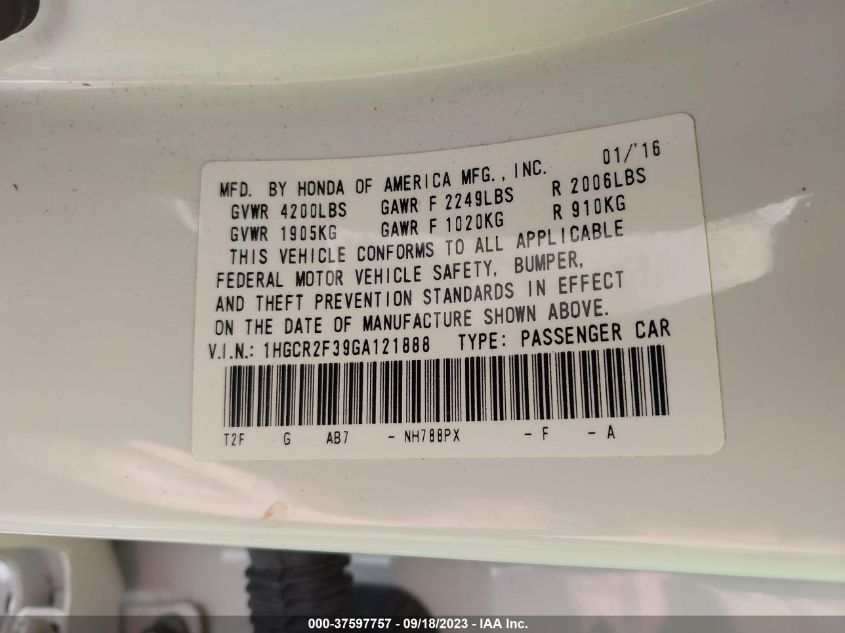 MFD. BY HONDA OF AMERICA MFG., INC. 01/'16
GVWR 4200LBS GAWR F 2249LBS R 2006LBS
GVWR 1905KG GAWR F 1020KG R 910KG
THIS VEHICLE CONFORMS TO ALL APPLICABLE
FEDERAL MOTOR VEHICLE SAFETY, BUMPER,
AND THEFT PREVENTION STANDARDS IN EFFECT
ON THE DATE OF MANUFACTURE SHOWN ABOVE.
V.I.N.: 1HGCR2F39GA121888 TYPE: PASSENGER CAR
T2F G AB7 - NH788PX - F - A
000-37597757 - 09/18/2023 - IAA Inc.